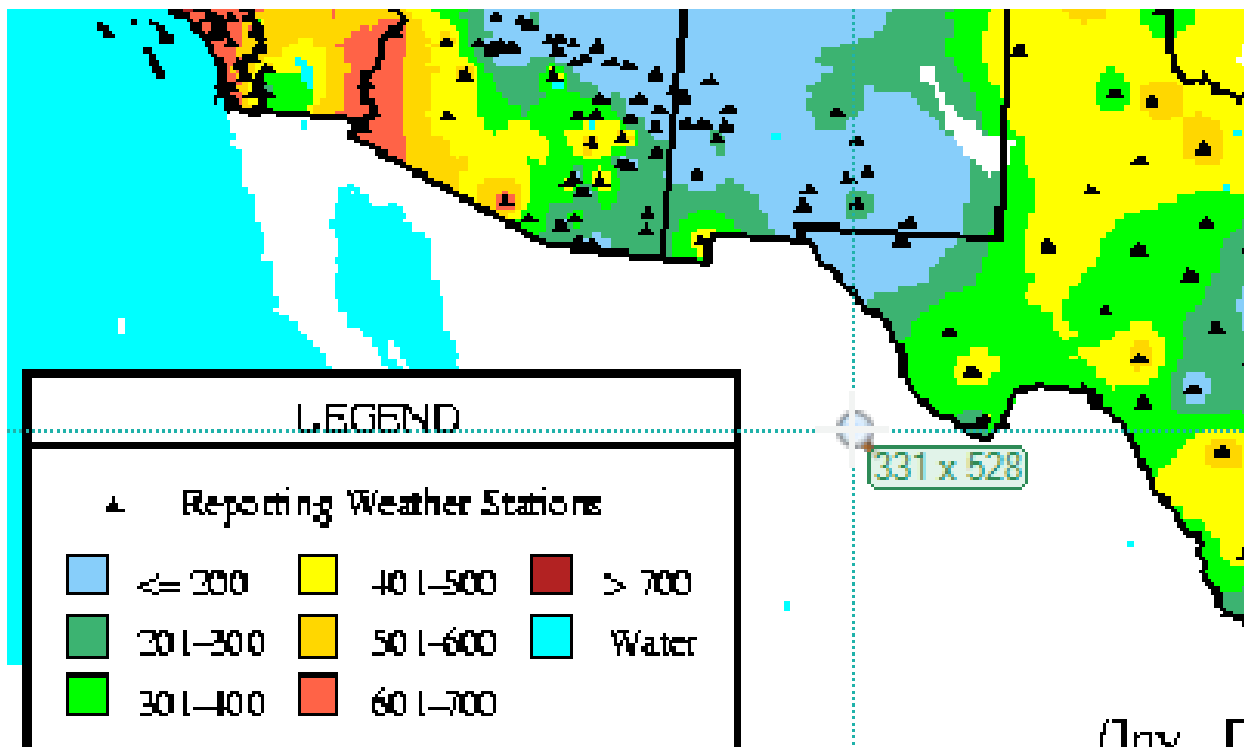 LEGEND
331 x 528
Reporting Weather Stations
<= 200 401-500 > 700
201-300 501-600 Water
301-400 601-700